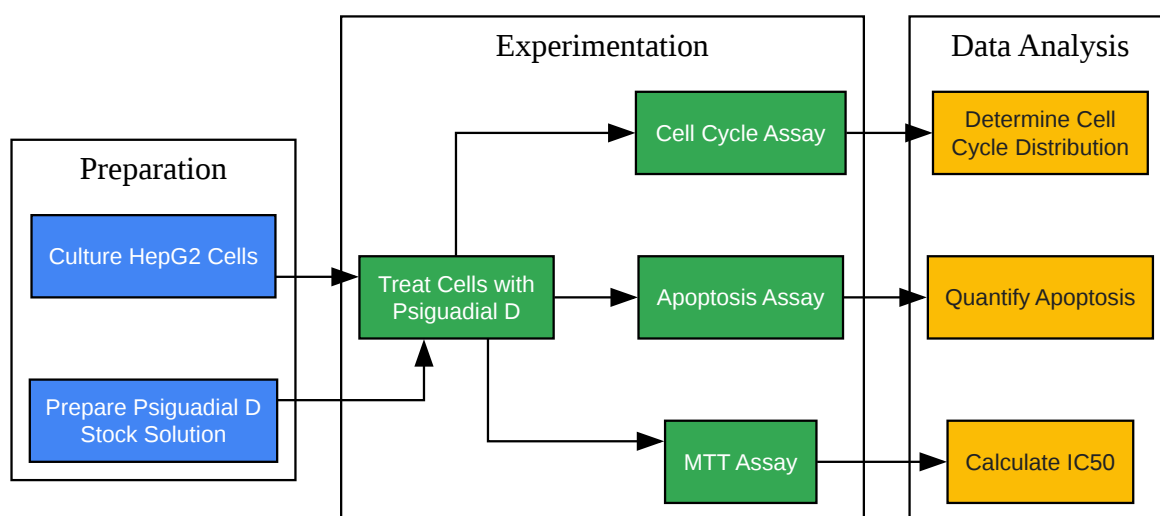 Preparation
Culture HepG2 Cells
Prepare Psiguadial D
Stock Solution
Experimentation
Treat Cells with
Psiguadial D
Cell Cycle Assay
Apoptosis Assay
MTT Assay
Data Analysis
Determine Cell
Cycle Distribution
Quantify Apoptosis
Calculate IC50